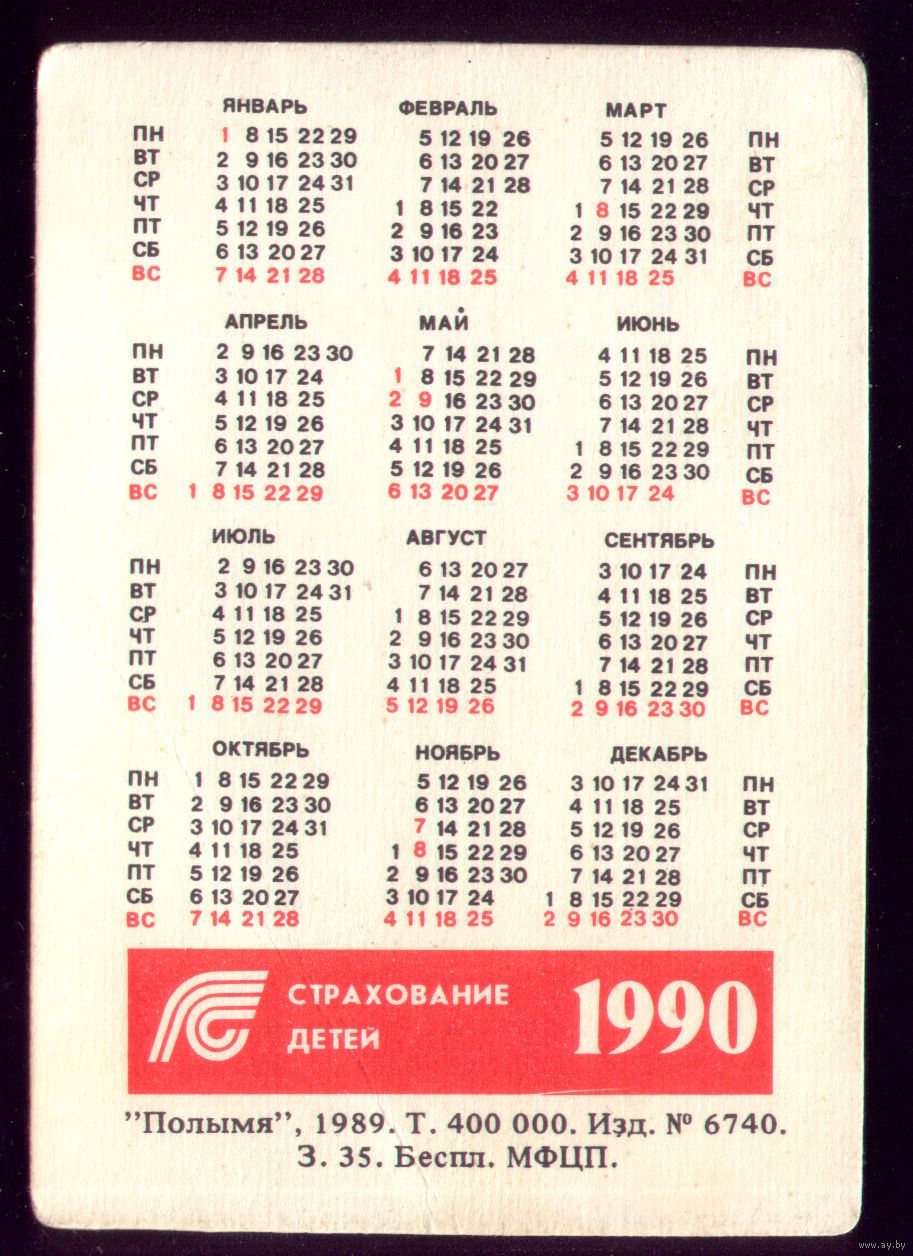 ЯНВАРЬ ФЕВРАЛЬ МАРТ
ПН 1 8 15 22 29 5 12 19 26 5 12 19 26 ПН
ВТ 2 9 16 23 30 6 13 20 27 6 13 20 27 ВТ
СР 3 10 17 24 31 7 14 21 28 7 14 21 28 СР
ЧТ 4 11 18 25 1 8 15 22 1 8 15 22 29 ЧТ
ПТ 5 12 19 26 2 9 16 23 2 9 16 23 30 ПТ
СБ 6 13 20 27 3 10 17 24 3 10 17 24 31 СБ
ВС 7 14 21 28 4 11 18 25 4 11 18 25 ВС
АПРЕЛЬ МАЙ ИЮНЬ
ПН 2 9 16 23 30 7 14 21 28 4 11 18 25 ПН
ВТ 3 10 17 24 1 8 15 22 29 5 12 19 26 ВТ
СР 4 11 18 25 2 9 16 23 30 6 13 20 27 СР
ЧТ 5 12 19 26 3 10 17 24 31 7 14 21 28 ЧТ
ПТ 6 13 20 27 4 11 18 25 1 8 15 22 29 ПТ
СБ 7 14 21 28 5 12 19 26 2 9 16 23 30 СБ
ВС 1 8 15 22 29 6 13 20 27 3 10 17 24 ВС
ИЮЛЬ АВГУСТ СЕНТЯБРЬ
ПН 2 9 16 23 30 6 13 20 27 3 10 17 24 ПН
ВТ 3 10 17 24 31 7 14 21 28 4 11 18 25 ВТ
СР 4 11 18 25 1 8 15 22 29 5 12 19 26 СР
ЧТ 5 12 19 26 2 9 16 23 30 6 13 20 27 ЧТ
ПТ 6 13 20 27 3 10 17 24 31 7 14 21 28 ПТ
СБ 7 14 21 28 4 11 18 25 1 8 15 22 29 СБ
ВС 1 8 15 22 29 5 12 19 26 2 9 16 23 30 ВС
ОКТЯБРЬ НОЯБРЬ ДЕКАБРЬ
ПН 1 8 15 22 29 5 12 19 26 3 10 17 24 31 ПН
ВТ 2 9 16 23 30 6 13 20 27 4 11 18 25 ВТ
СР 3 10 17 24 31 7 14 21 28 5 12 19 26 СР
ЧТ 4 11 18 25 1 8 15 22 29 6 13 20 27 ЧТ
ПТ 5 12 19 26 2 9 16 23 30 7 14 21 28 ПТ
СБ 6 13 20 27 3 10 17 24 1 8 15 22 29 СБ
ВС 7 14 21 28 4 11 18 25 2 9 16 23 30 ВС
СТРАХОВАНИЕ
ДЕТЕЙ
1990
"Полымя", 1989. Т. 400 000. Изд. № 6740.
З. 35. Беспл. МФЦП.
www.ay.by